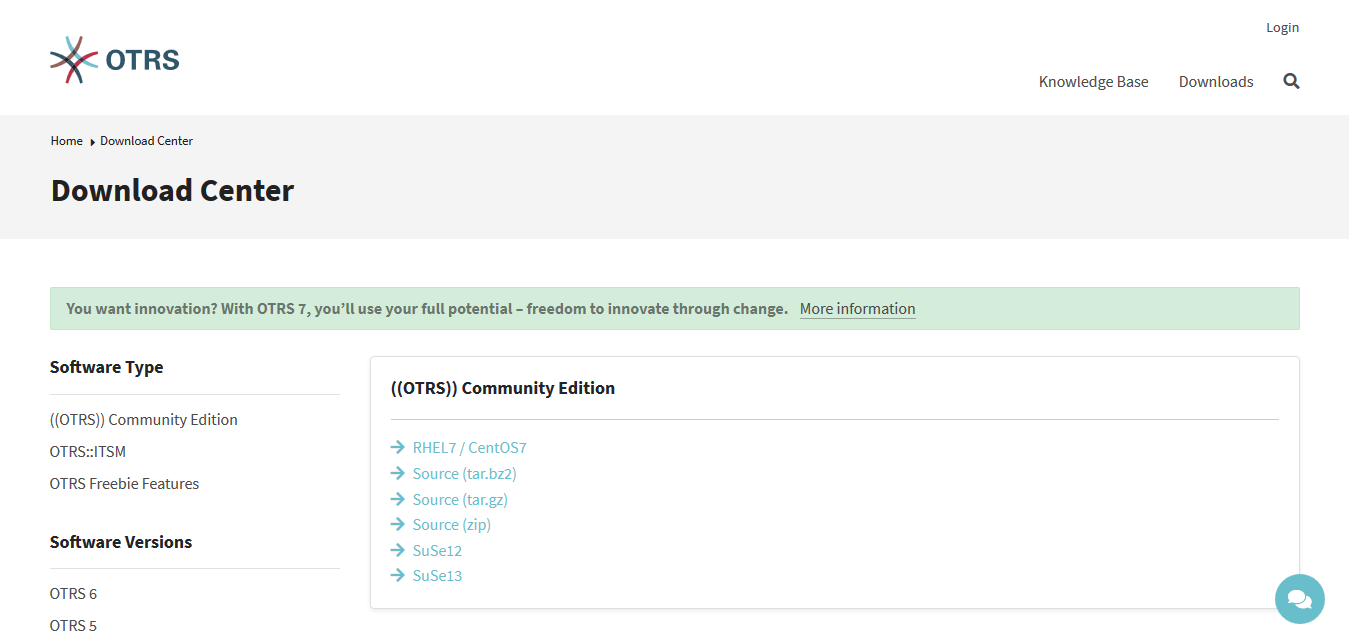 Login
OTRS
Knowledge Base Downloads
Home Download Center
Download Center
You want innovation? With OTRS 7, you’ll use your full potential – freedom to innovate through change. More information
Software Type
((OTRS)) Community Edition
OTRS::ITSM
OTRS Freebie Features
Software Versions
OTRS 6
OTRS 5
((OTRS)) Community Edition
RHEL7 / CentOS7
Source (tar.bz2)
Source (tar.gz)
Source (zip)
SuSe12
SuSe13